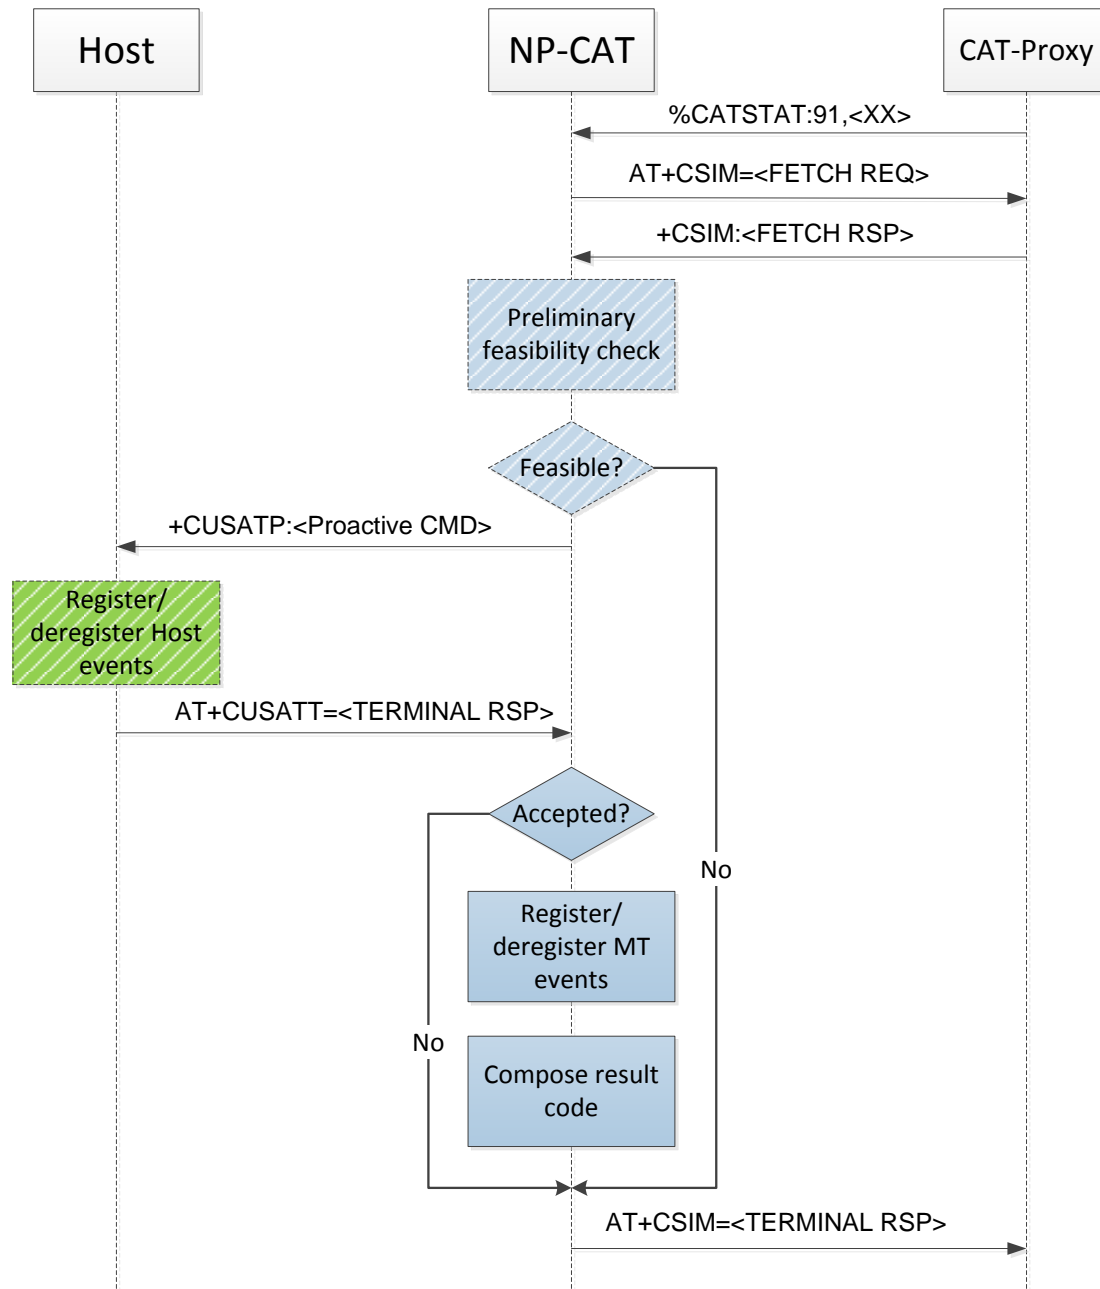 Host
NP-CAT
CAT-Proxy
%CATSTAT:91,<XX>
AT+CSIM=<FETCH REQ>
+CSIM:<FETCH RSP>
Preliminary
feasibility check
Feasible?
+CUSATP:<Proactive CMD>
Register/
deregister Host
events
AT+CUSATT=<TERMINAL RSP>
Accepted?
No
Register/
deregister MT
events
No
Compose result
code
AT+CSIM=<TERMINAL RSP>